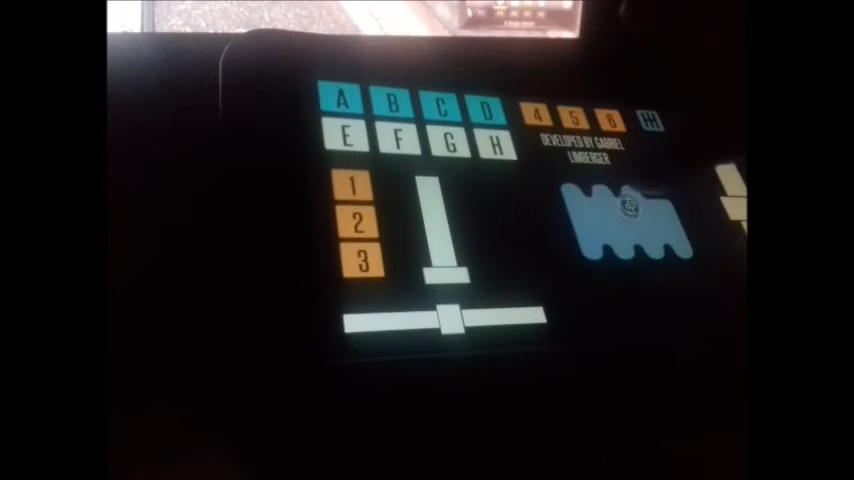 A B C D 4 5 6
E F G H
DEVELOPED BY GABRIEL
LIMBERGER
1
2
3